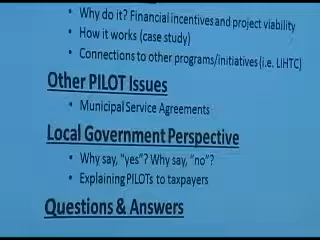 • Why do it? Financial incentives and project viability
• How it works (case study)
• Connections to other programs/initiatives (i.e. LIHTC)
Other PILOT Issues
• Municipal Service Agreements
Local Government Perspective
• Why say, “yes”? Why say, “no”?
• Explaining PILOTs to taxpayers
Questions & Answers